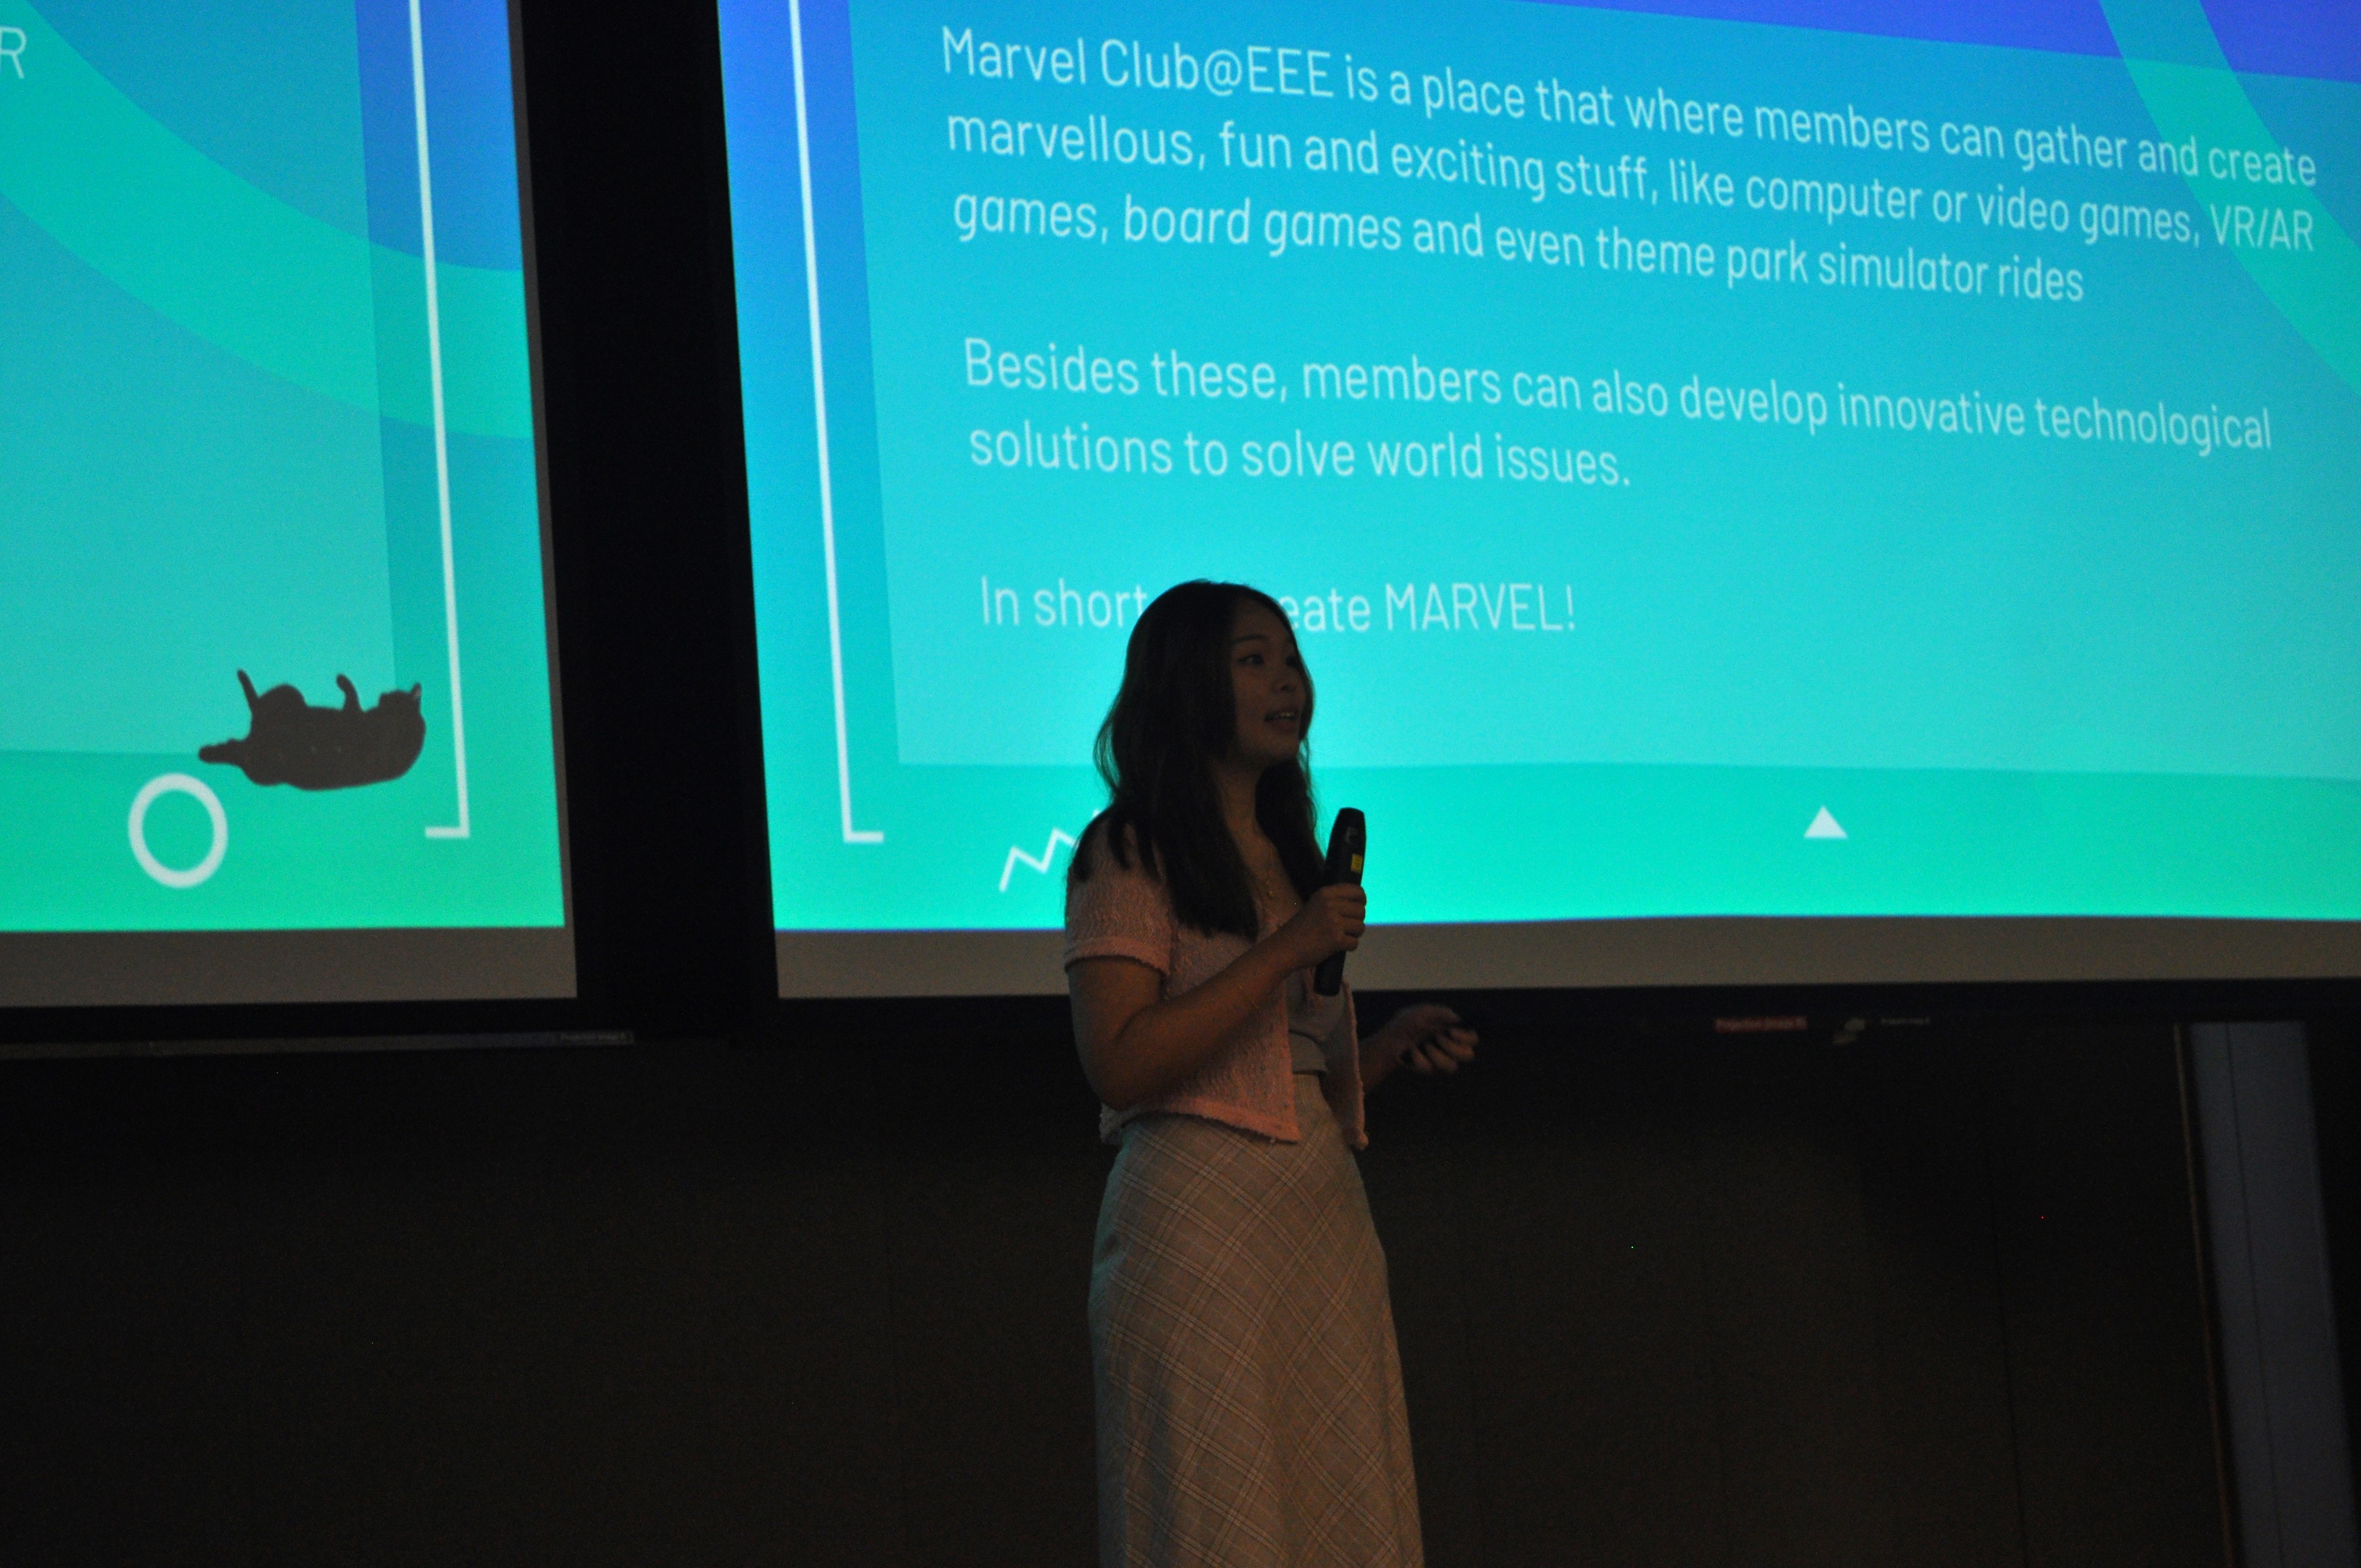 R
Marvel Club@EEE is a place that where members can gather and create
marvellous, fun and exciting stuff, like computer or video games, VR/AR
games, board games and even theme park simulator rides
Besides these, members can also develop innovative technological
solutions to solve world issues.
In short eate MARVEL!